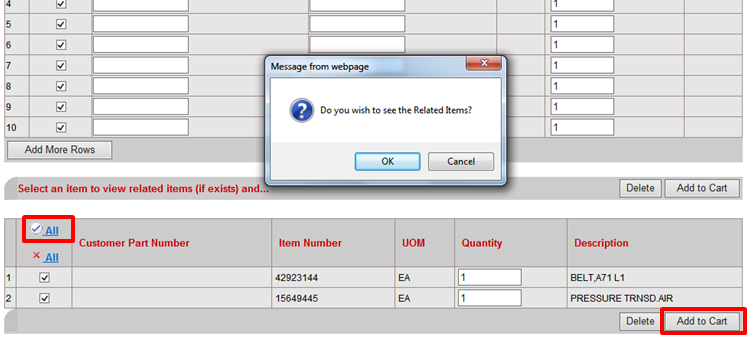 4 1
5 1
6 1
7 1
8 1
9 1
10 1
Message from webpage
Do you wish to see the Related Items?
OK Cancel
Add More Rows
Select an item to view related items (if exists) and... Delete Add to Cart
All
All
Customer Part Number Item Number UOM Quantity Description
1 42923144 EA 1 BELT,A71 L1
2 15649445 EA 1 PRESSURE TRNSD.AIR
Delete Add to Cart